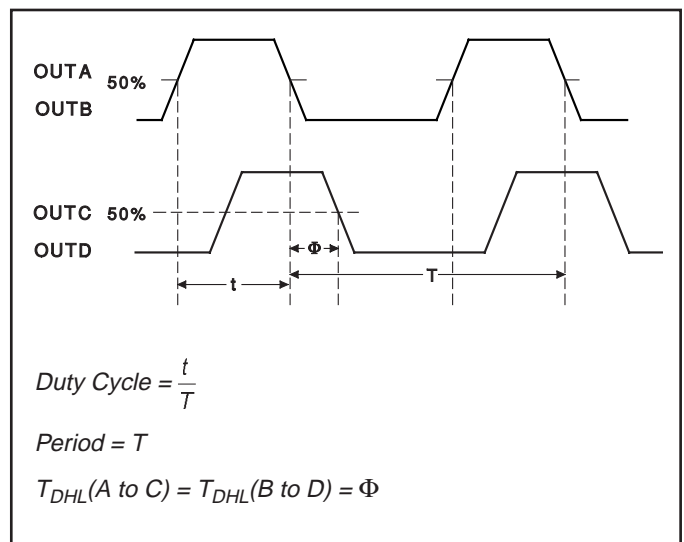 OUTA 50%
OUTB
OUTC 50%
OUTD
Φ
T
t
Duty Cycle = t/T
Period = T
T_DHL(A to C) = T_DHL(B to D) = Φ